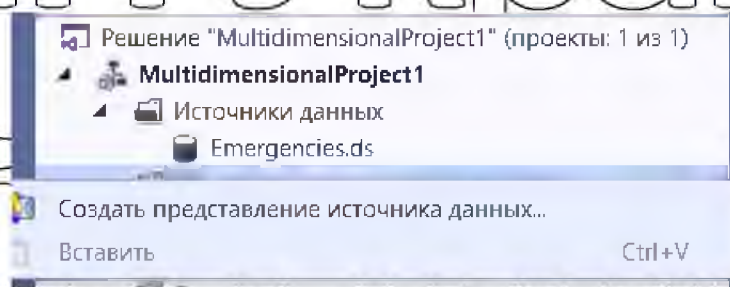 Решение "MultidimensionalProject1" (проекты: 1 из 1)
MultidimensionalProject1
Источники данных
Emergencies.ds
Создать представление источника данных...
Вставить Ctrl+V